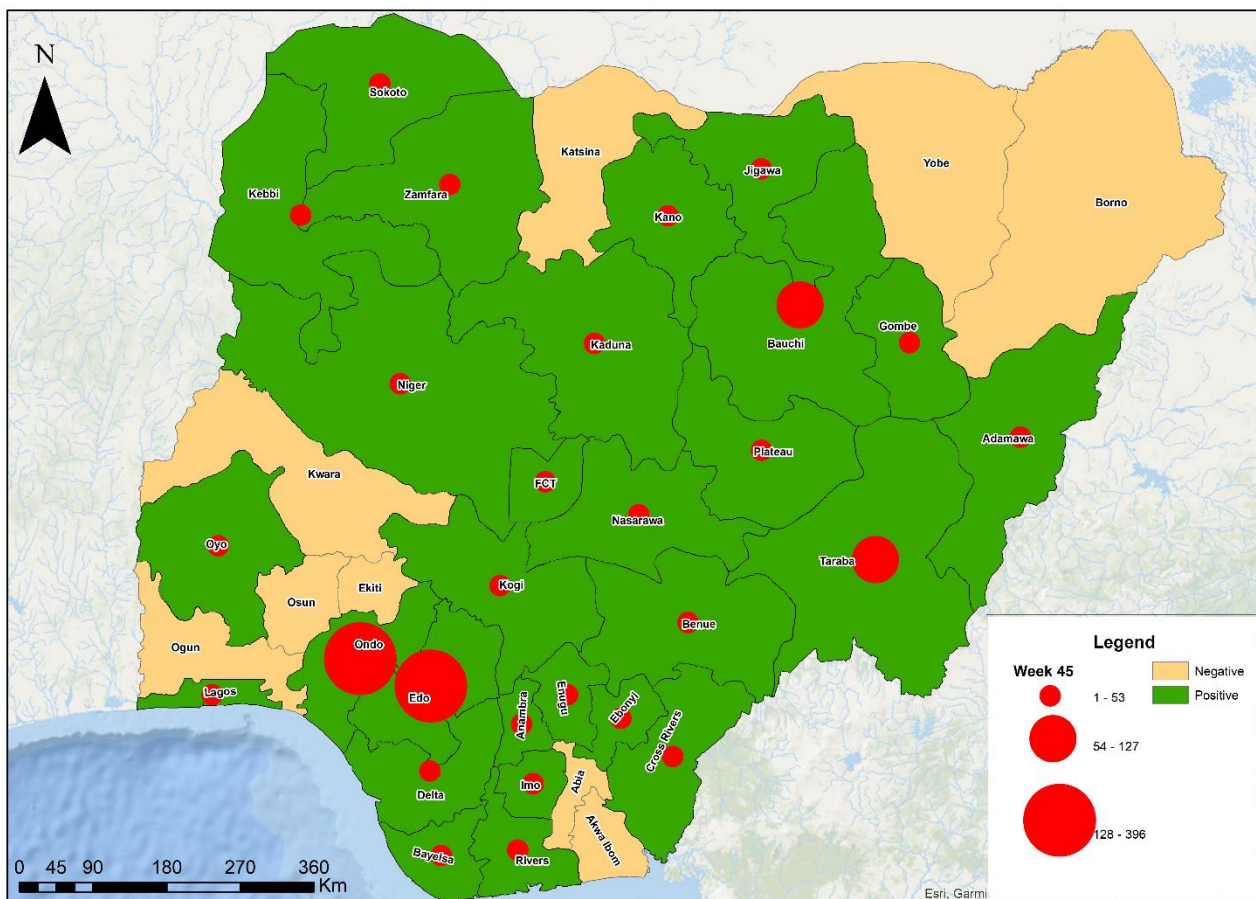 N
Sokoto
Katsina
Yobe
Jigawa
Kebbi
Zamfara
Kano
Borno
Gombe
Kaduna
Bauchi
Niger
Adamawa
Plateau
Kwara
FCT
Nasarawa
Oyo
Taraba
Kogi
Ekiti
Osun
Benue
Ogun
Ondo
Lagos
Edo
Anambra
Enugu
Ebonyi
Cross Rivers
Imo
Abia
Delta
Akwa Ibom
Bayelsa
Rivers
Legend
Week 45
1 - 53
54 - 127
128 - 396
Negative
Positive
0 45 90 180 270 360
Km
Esri, Garmi